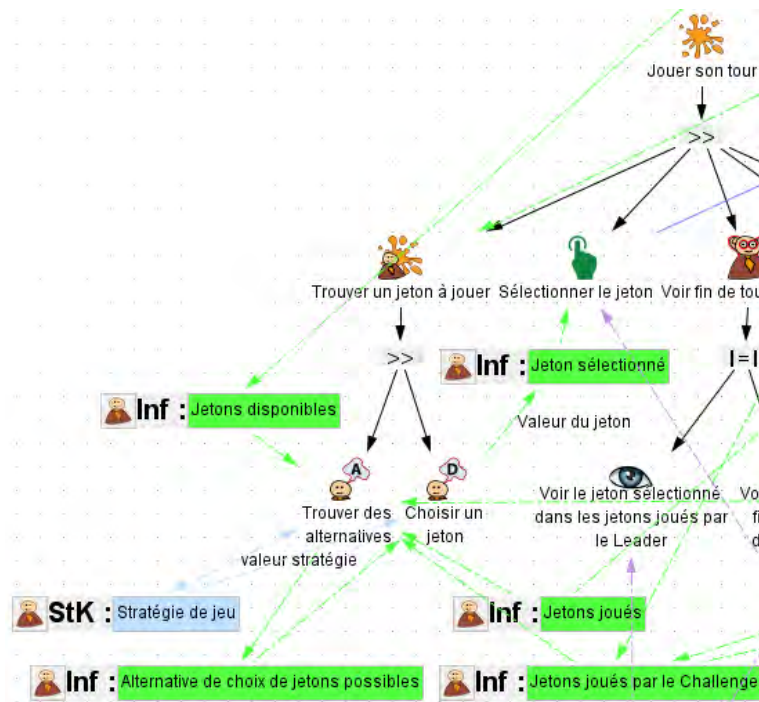 Jouer son tour
>>
Trouver un jeton à jouer
Sélectionner le jeton
Voir fin de tou
>>
Inf : Jeton sélectionné
|=|
Inf : Jetons disponibles
Valeur du jeton
A
D
Trouver des
alternatives
Choisir un
jeton
Voir le jeton sélectionné
dans les jetons joués par
le Leader
Vo
fi
d
valeur stratégie
StK : Stratégie de jeu
Inf : Jetons joués
Inf : Alternative de choix de jetons possibles
Inf : Jetons joués par le Challenge